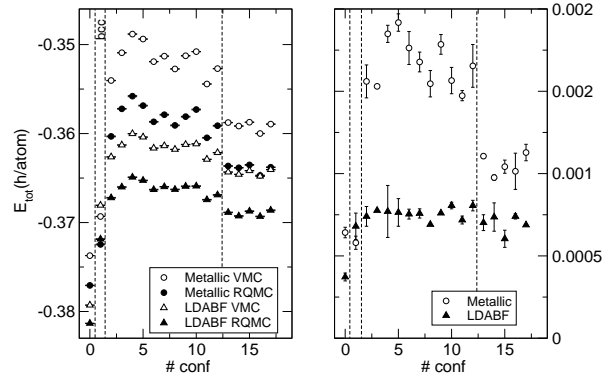 -0.35
-0.36
-0.37
-0.38
E_tot(h/atom)
bcc
Metallic VMC
Metallic RQMC
LDABF VMC
LDABF RQMC
0 5 10 15
# conf
0.002
0.002
0.001
0.0005
0
Metallic
LDABF
0 5 10 15
# conf